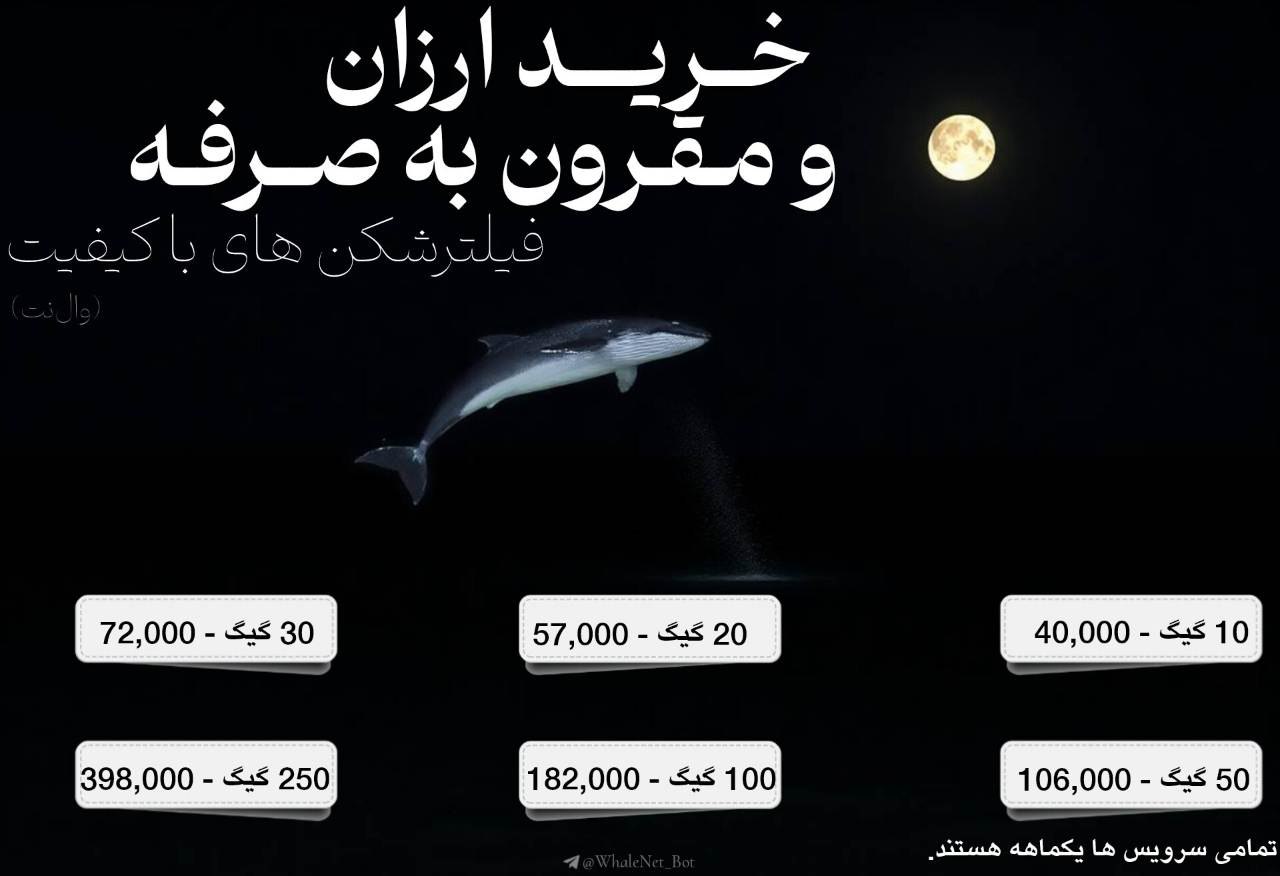 خرید ارزان
و مقرون به صرفه
فیلترشکن های با کیفیت
(وال‌نت)
10 گیگ - 40,000
20 گیگ - 57,000
30 گیگ - 72,000
50 گیگ - 106,000
100 گیگ - 182,000
250 گیگ - 398,000
تمامی سرویس ها یکماهه هستند.
@WhaleNet_Bot